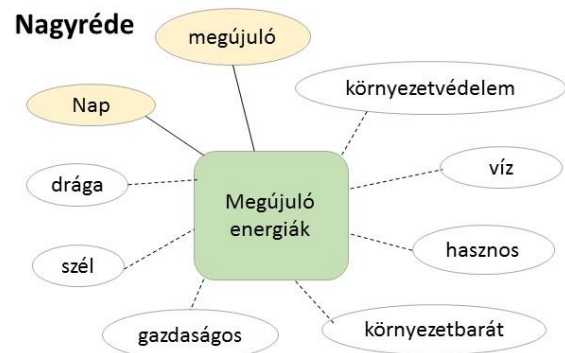 Nagyréde
megújuló
Nap
környezetvédelem
drága
víz
Megújuló
energiák
szél
hasznos
gazdaságos
környezetbarát